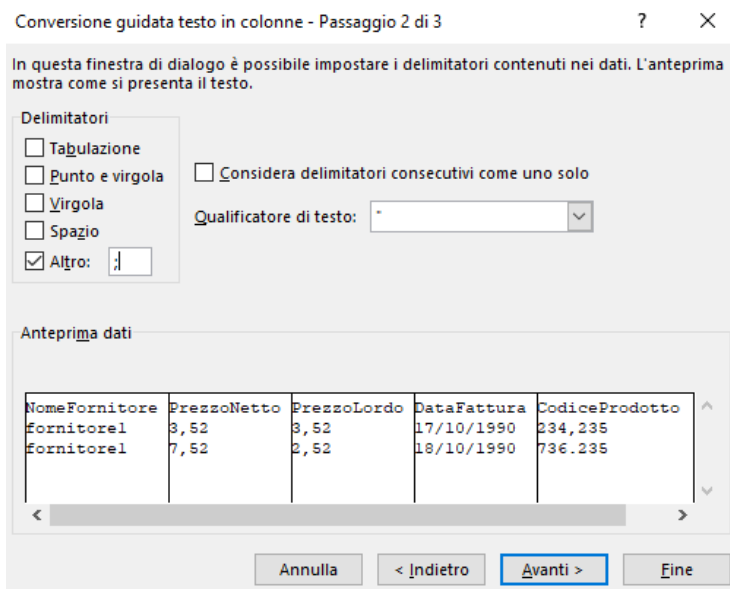 Conversione guidata testo in colonne - Passaggio 2 di 3 ? ×
In questa finestra di dialogo è possibile impostare i delimitatori contenuti nei dati. L'anteprima
mostra come si presenta il testo.
Delimitatori
Tabulazione
Punto e virgola
Virgola
Spazio
Altro: ;
Considera delimitatori consecutivi come uno solo
Qualificatore di testo: "
Anteprima dati
NomeFornitore PrezzoNetto PrezzoLordo DataFattura CodiceProdotto
fornitore1 3,52 3,52 17/10/1990 234,235
fornitore1 7,52 2,52 18/10/1990 736.235
Annulla < Indietro Avanti > Fine